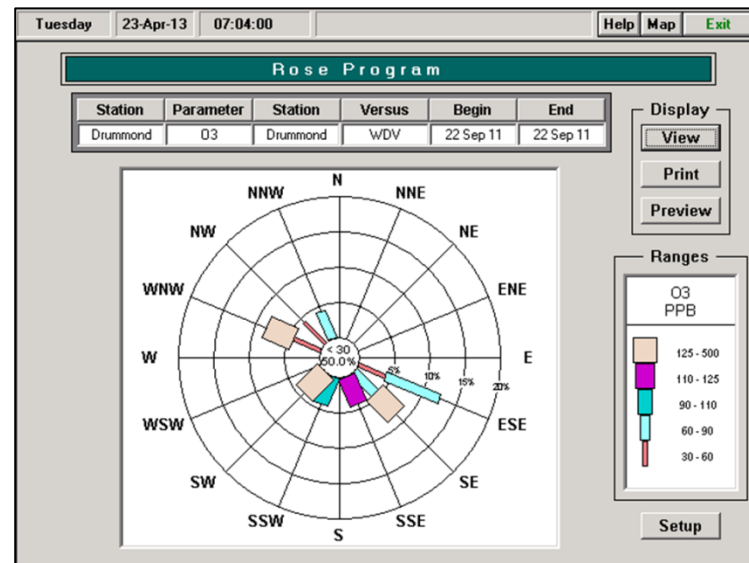 Tuesday 23-Apr-13 07:04:00 Help Map Exit
Rose Program
Station Parameter Station Versus Begin End
Drummond O3 Drummond WDV 22 Sep 11 22 Sep 11
Display
View
Print
Preview
N
NNW NNE
NW NE
WNW ENE
W E
WSW ESE
SW SE
SSW SSE
S
< 30
50.0%
5% 10% 15% 20%
Ranges
O3
PPB
125 - 500
110 - 125
90 - 110
60 - 90
30 - 60
Setup